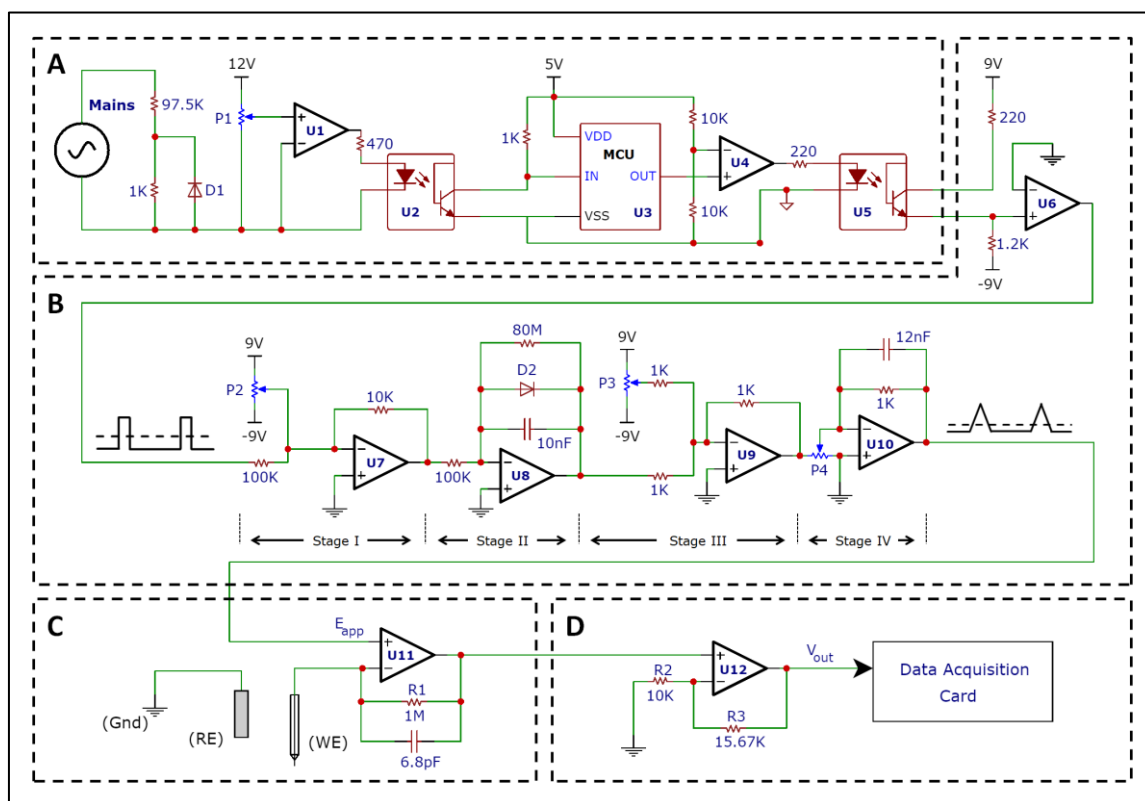 A
Mains
97.5K
1K
D1
12V
P1
+
−
U1
470
U2
5V
1K
VDD
MCU
IN
OUT
VSS
U3
10K
10K
−
+
U4
220
U5
9V
220
−
+
U6
1.2K
-9V
B
9V
P2
-9V
100K
10K
−
+
U7
100K
80M
D2
10nF
−
+
U8
9V
P3
-9V
1K
1K
1K
−
+
U9
P4
12nF
1K
−
+
U10
Stage I
Stage II
Stage III
Stage IV
C
E app
+
−
U11
R1
1M
6.8pF
(Gnd)
(RE)
(WE)
D
+
−
U12
R2
10K
R3
15.67K
V out
Data Acquisition
Card